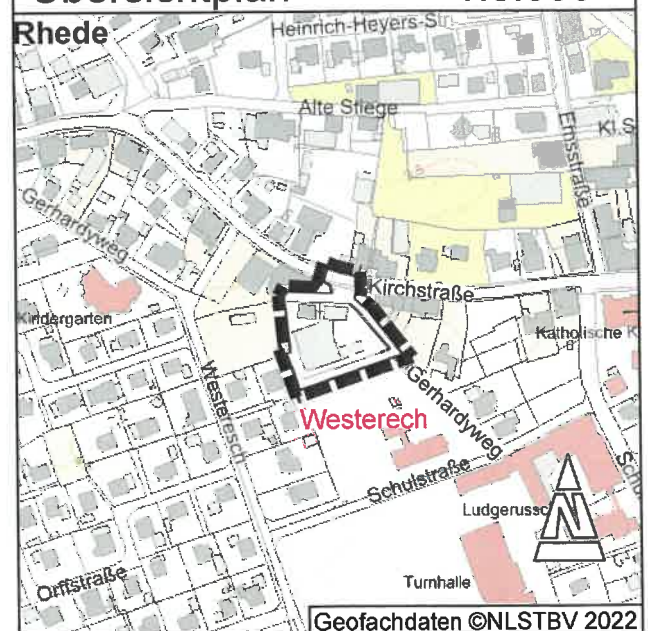 Rhede
Heinrich-Heyers-Str.
Alte Stiege
Emsstraße
Gerhardyweg
Kirchstraße
Kindergarten
Katholische K
Westeresch
Westerech
Gerhardyweg
Schulstraße
Ludgerussc
Orffstraße
Turnhalle
Geofachdaten ©NLSTBV 2022